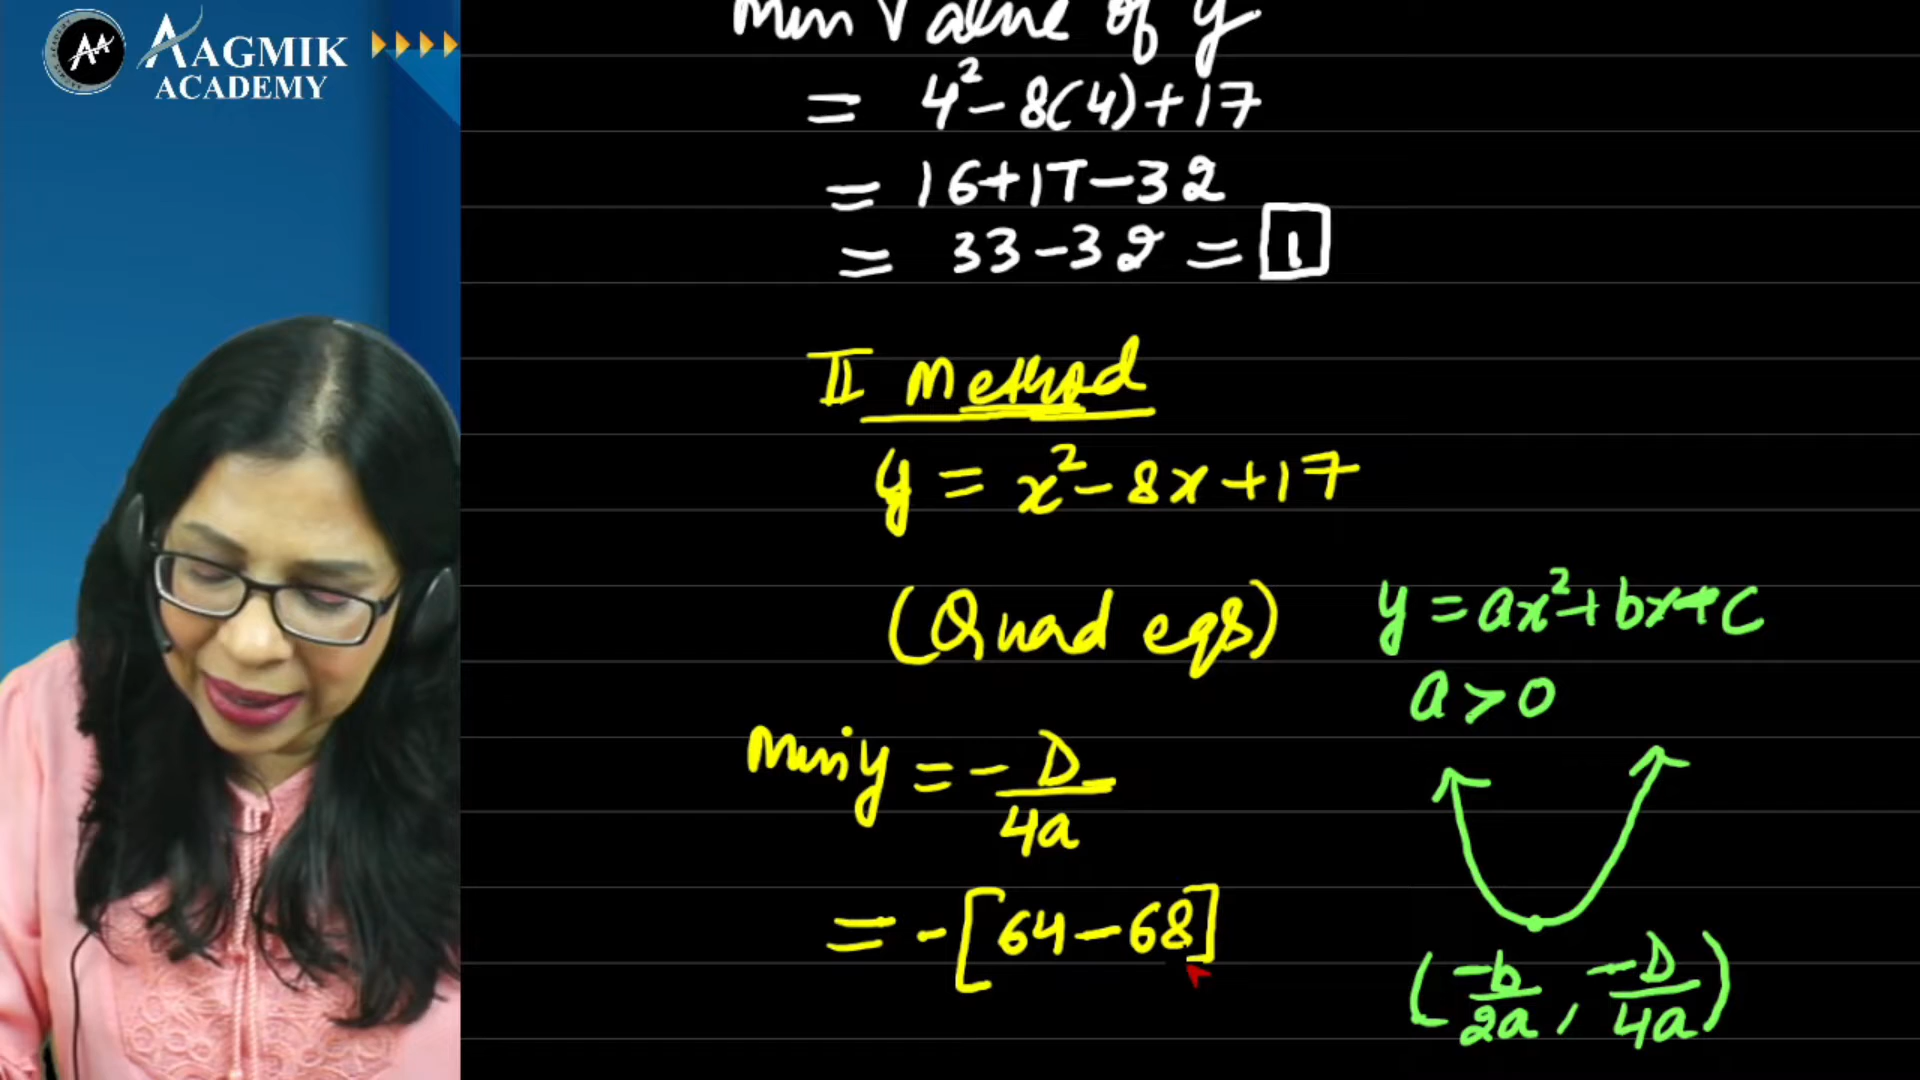 AAGMIK
ACADEMY
Min Value of y
= 4² - 8(4) + 17
= 16 + 17 - 32
= 33 - 32 = 1
II Method
y = x² - 8x + 17
(Quad eqs)
y = ax² + bx + c
a > 0
Min y = -D/4a
= -[64 - 68]
(-b/2a, -D/4a)